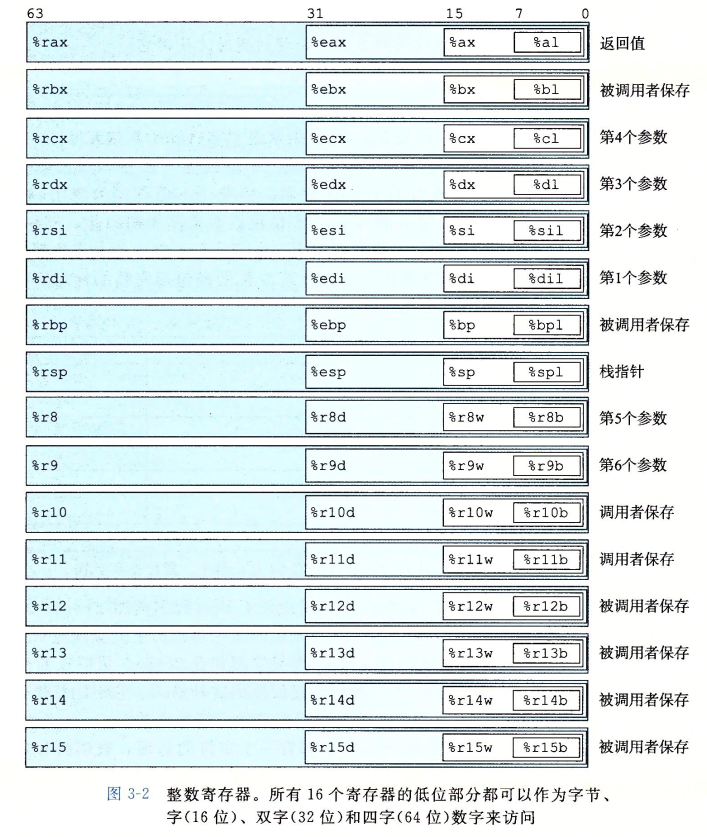 63 31 15 7 0
%rax %eax %ax %al 返回值
%rbx %ebx %bx %bl 被调用者保存
%rcx %ecx %cx %cl 第4个参数
%rdx %edx %dx %dl 第3个参数
%rsi %esi %si %sil 第2个参数
%rdi %edi %di %dil 第1个参数
%rbp %ebp %bp %bpl 被调用者保存
%rsp %esp %sp %spl 栈指针
%r8 %r8d %r8w %r8b 第5个参数
%r9 %r9d %r9w %r9b 第6个参数
%r10 %r10d %r10w %r10b 调用者保存
%r11 %r11d %r11w %r11b 调用者保存
%r12 %r12d %r12w %r12b 被调用者保存
%r13 %r13d %r13w %r13b 被调用者保存
%r14 %r14d %r14w %r14b 被调用者保存
%r15 %r15d %r15w %r15b 被调用者保存
图 3-2 整数寄存器。所有 16 个寄存器的低位部分都可以作为字节、
字(16 位)、双字(32 位)和四字(64 位)数字来访问